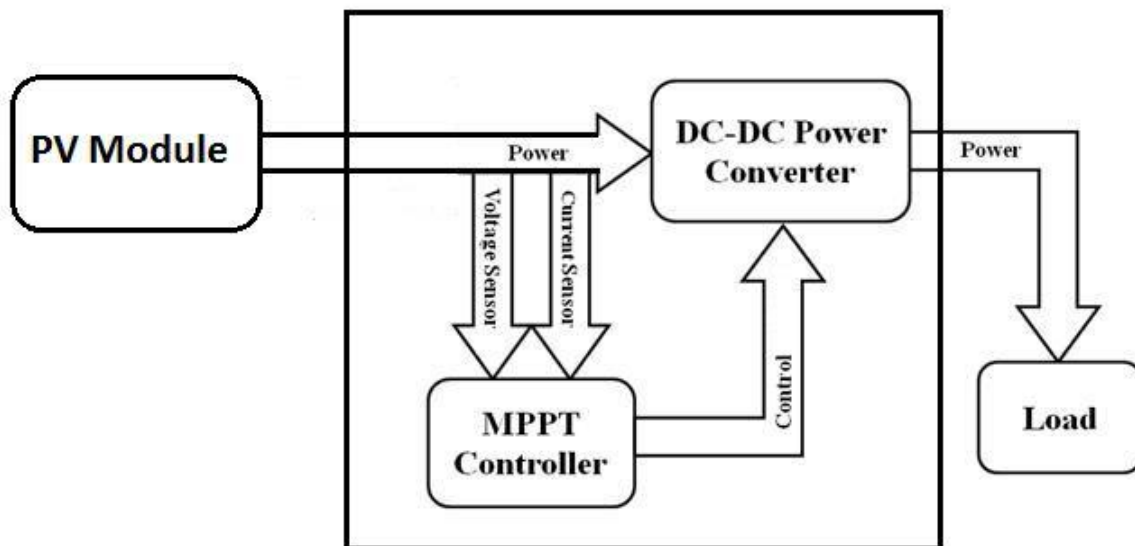 PV Module
Power
DC-DC Power
Converter
Power
Voltage Sensor
Current Sensor
Control
MPPT
Controller
Load